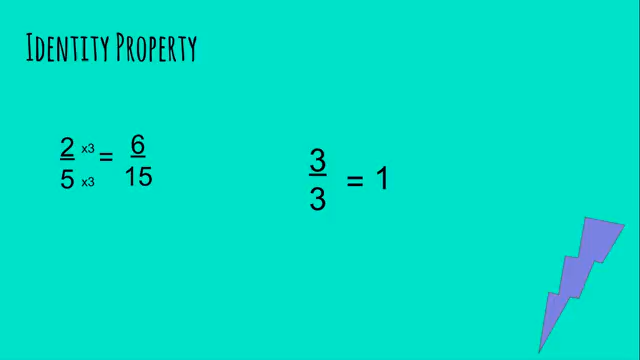 Identity Property
2 x3 = 6
5 x3 15
3
3 = 1